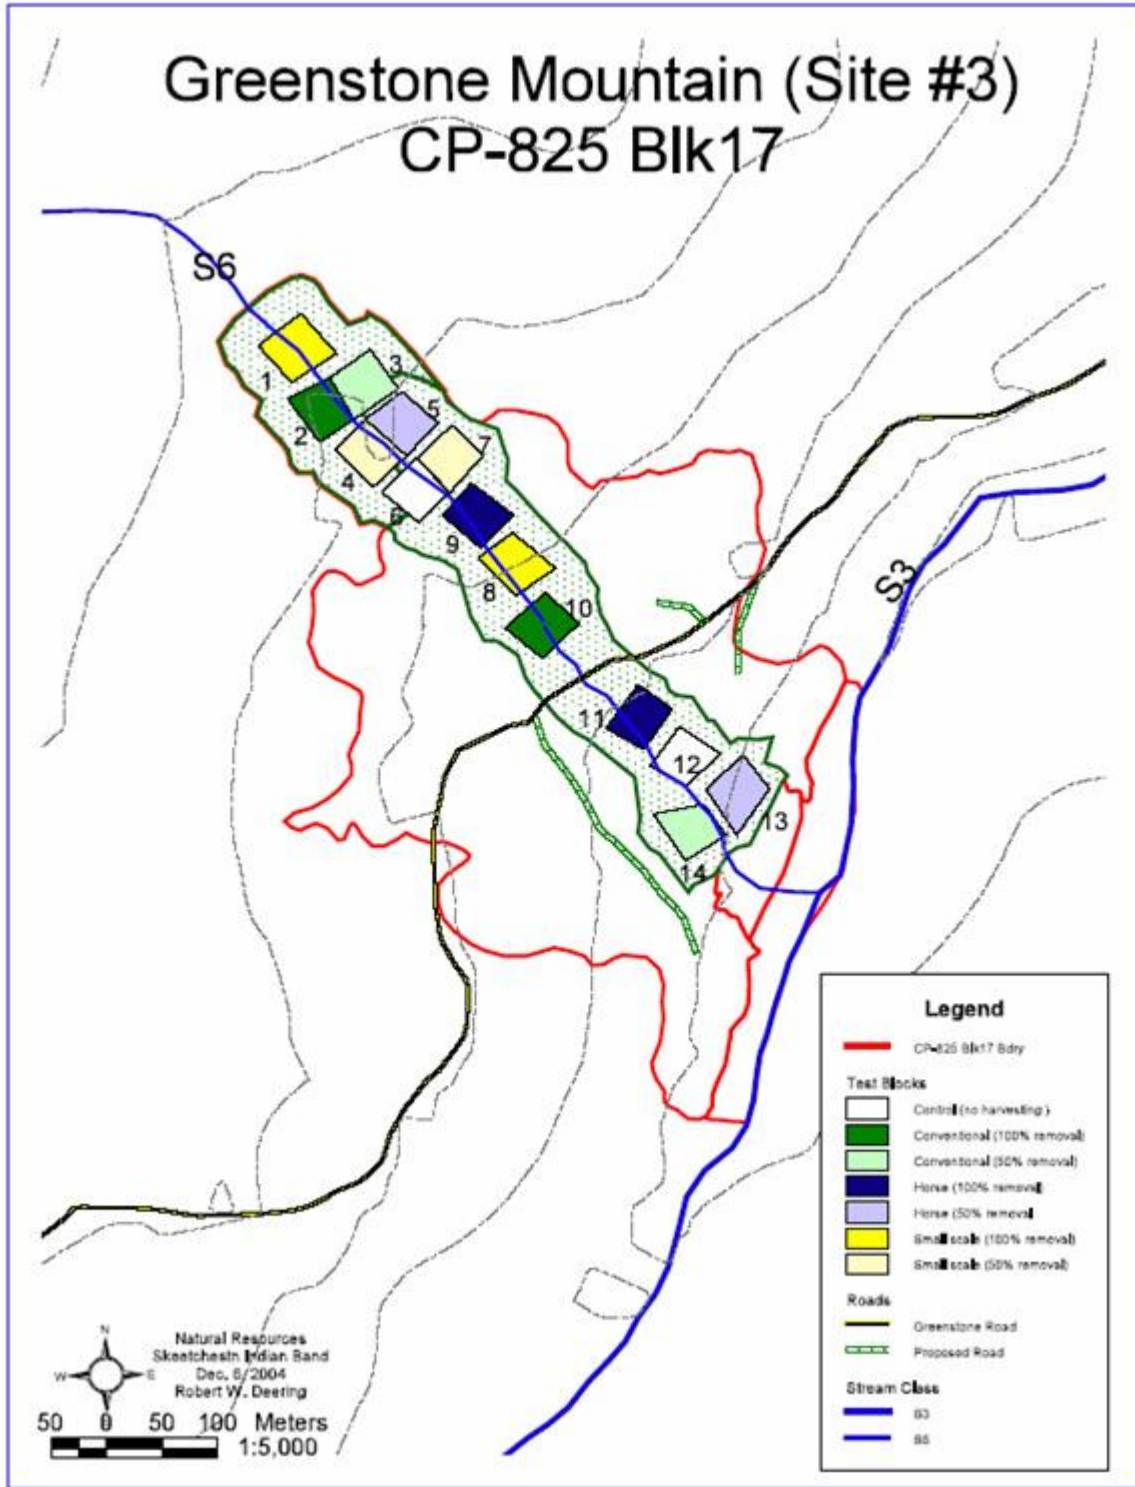 Greenstone Mountain (Site #3)
CP-825 Blk17
S6
1
3
2
5
4
7
6
9
8
10
S3
11
12
13
14
Legend
CP-825 Blk17 Bdry
Test Blocks
Control (no harvesting )
Conventional (100% removal)
Conventional (50% removal)
Horse (100% removal)
Horse (50% removal
Small scale (100% removal)
Small scale (50% removal)
Roads
Greenstone Road
Proposed Road
Stream Class
S3
S6
N
W
E
S
Natural Resources
Skeetchestn Indian Band
Dec. 6/2004
Robert W. Deering
50 0 50 100 Meters
1:5,000